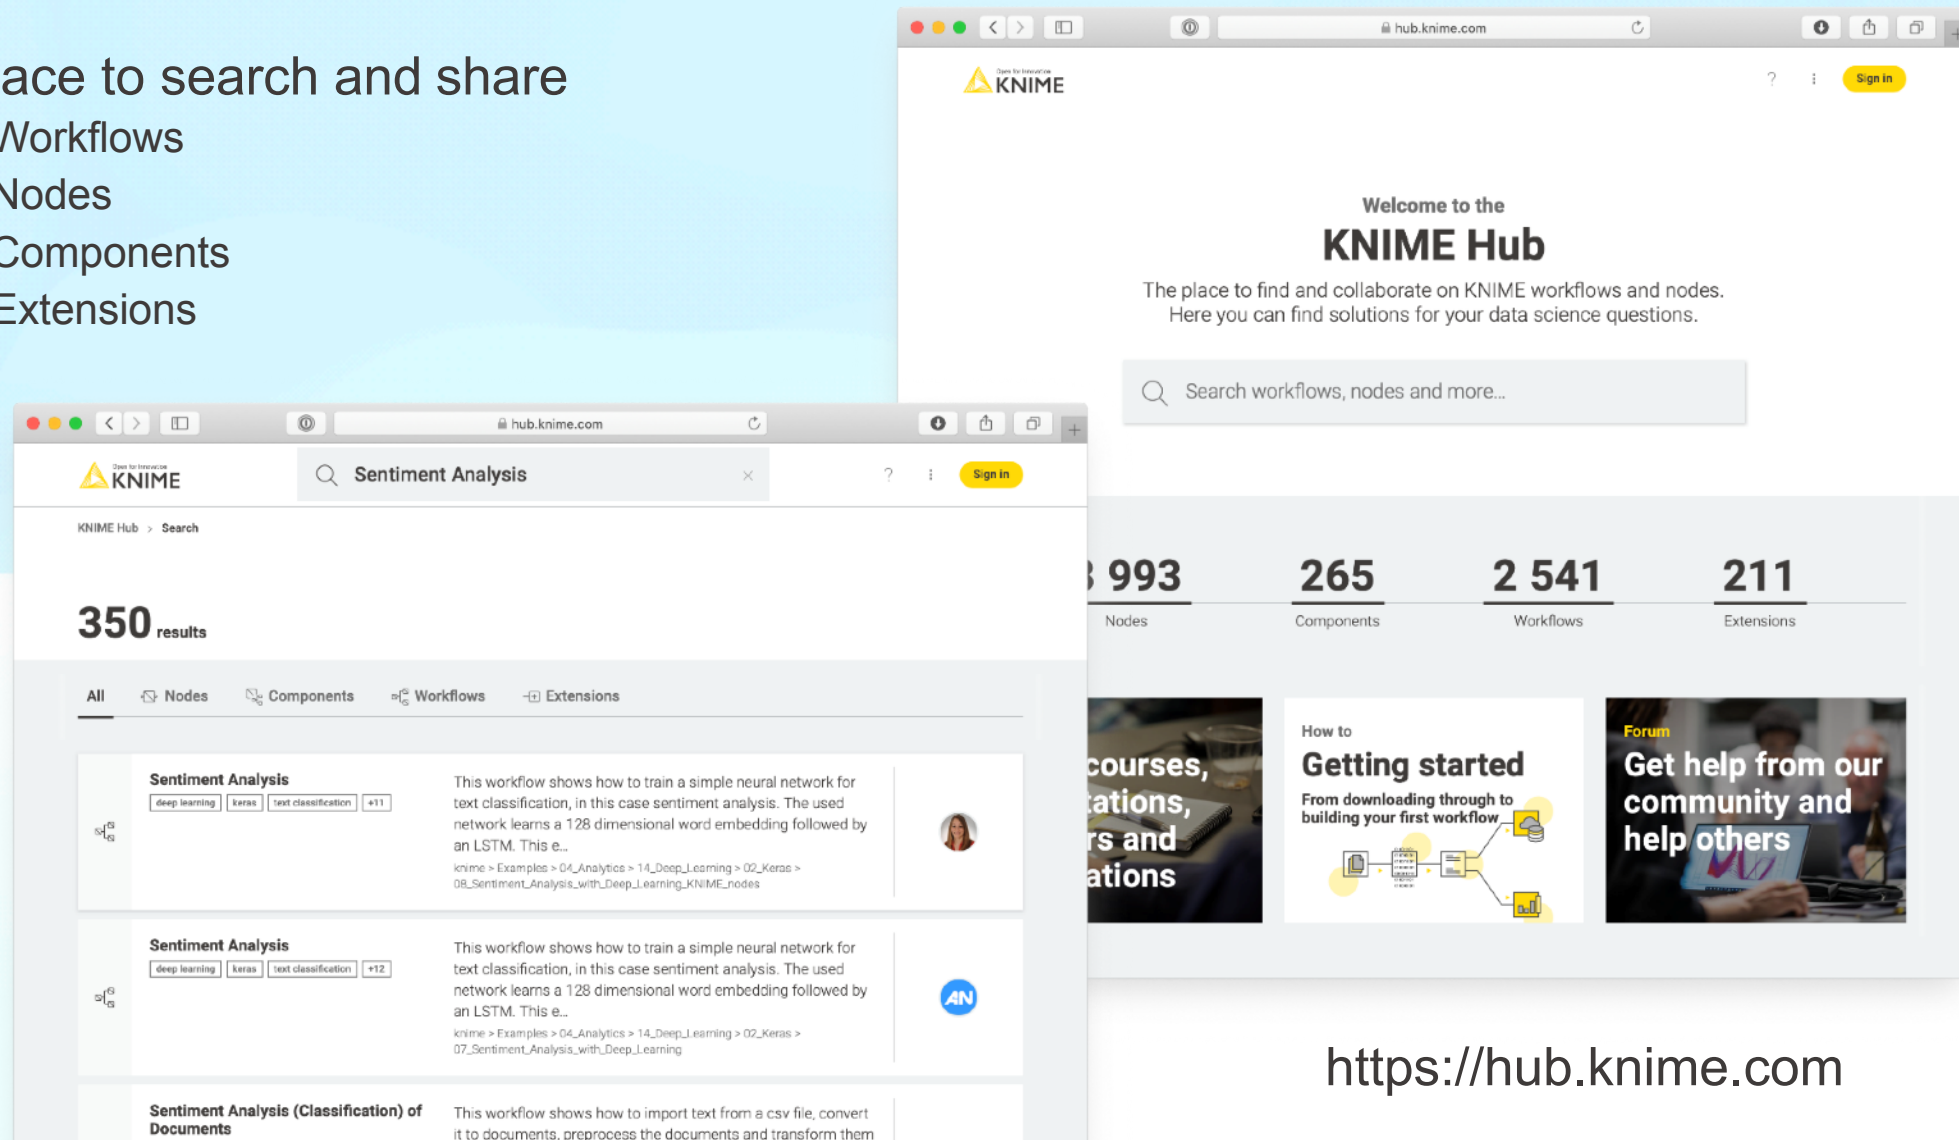 ace to search and share
Workflows
Nodes
Components
Extensions
hub.knime.com
Open for Innovation
KNIME
?
Sign in
Welcome to the
KNIME Hub
The place to find and collaborate on KNIME workflows and nodes.
Here you can find solutions for your data science questions.
Search workflows, nodes and more...
993
Nodes
265
Components
2 541
Workflows
211
Extensions
courses,
tations,
rs and
ations
How to
Getting started
From downloading through to
building your first workflow
Forum
Get help from our
community and
help others
hub.knime.com
Open for Innovation
KNIME
Sentiment Analysis
?
Sign in
KNIME Hub > Search
350 results
All Nodes Components Workflows Extensions
Sentiment Analysis
deep learning keras text classification +11
This workflow shows how to train a simple neural network for
text classification, in this case sentiment analysis. The used
network learns a 128 dimensional word embedding followed by
an LSTM. This e...
knime > Examples > 04_Analytics > 14_Deep_Learning > 02_Keras >
08_Sentiment_Analysis_with_Deep_Learning_KNIME_nodes
Sentiment Analysis
deep learning keras text classification +12
This workflow shows how to train a simple neural network for
text classification, in this case sentiment analysis. The used
network learns a 128 dimensional word embedding followed by
an LSTM. This e...
knime > Examples > 04_Analytics > 14_Deep_Learning > 02_Keras >
07_Sentiment_Analysis_with_Deep_Learning
AN
Sentiment Analysis (Classification) of
Documents
This workflow shows how to import text from a csv file, convert
it to documents, preprocess the documents and transform them
https://hub.knime.com